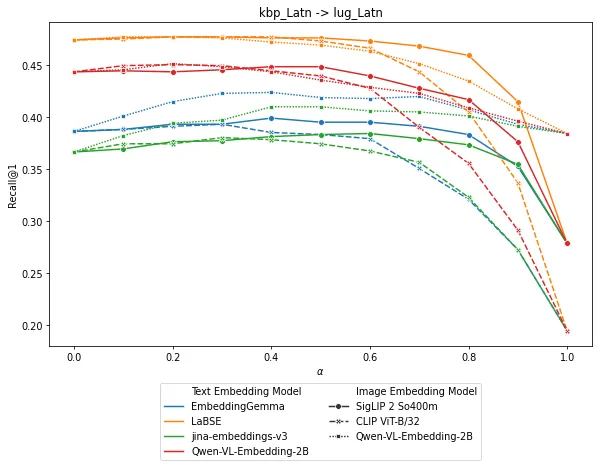 kbp_Latn -> lug_Latn
Recall@1
0.45
0.40
0.35
0.30
0.25
0.20
0.0 0.2 0.4 0.6 0.8 1.0
α
Text Embedding Model Image Embedding Model
EmbeddingGemma SigLIP 2 So400m
LaBSE CLIP ViT-B/32
jina-embeddings-v3 Qwen-VL-Embedding-2B
Qwen-VL-Embedding-2B